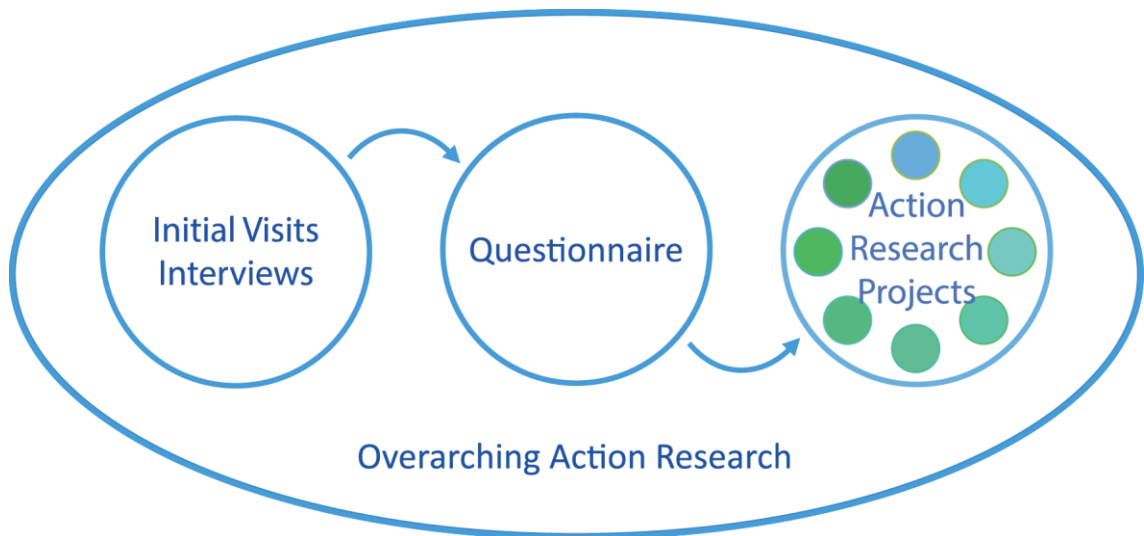 Initial Visits
Interviews
Questionnaire
Action
Research
Projects
Overarching Action Research